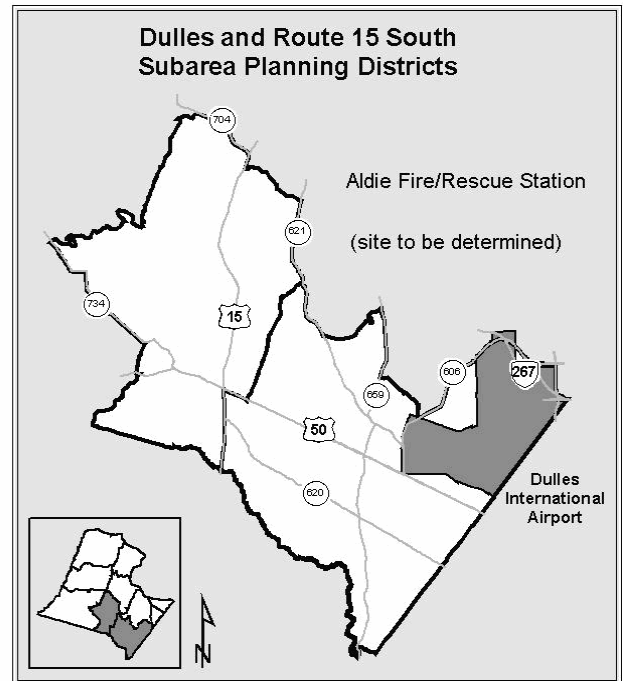 Dulles and Route 15 South
Subarea Planning Districts
704
Aldie Fire/Rescue Station
621
(site to be determined)
734
15
606
267
659
50
Dulles
International
Airport
620
N